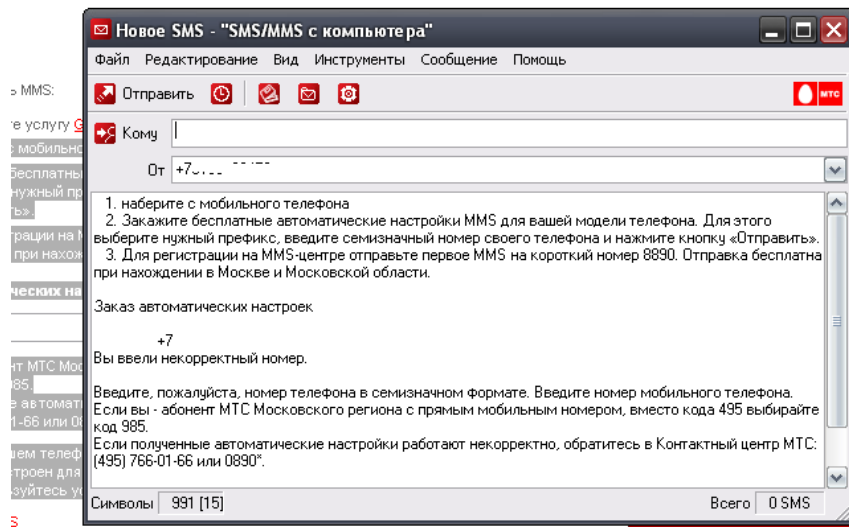 Новое SMS - "SMS/MMS с компьютера"
Файл Редактирование Вид Инструменты Сообщение Помощь
Отправить
МТС
MMS:
Кому
услугу
с мобильно
От +7
бесплатны
нужный пр
ть».
трации на
при нахож
1. наберите с мобильного телефона
2. Закажите бесплатные автоматические настройки MMS для вашей модели телефона. Для этого
выберите нужный префикс, введите семизначный номер своего телефона и нажмите кнопку «Отправить».
3. Для регистрации на MMS-центре отправьте первое MMS на короткий номер 8890. Отправка бесплатна
при нахождении в Москве и Московской области.
ческих на
Заказ автоматических настроек
+7
Вы ввели некорректный номер.
нт МТС Мос
985.
е автомати
1-66 или 08
Введите, пожалуйста, номер телефона в семизначном формате. Введите номер мобильного телефона.
Если вы - абонент МТС Московского региона с прямым мобильным номером, вместо кода 495 выбирайте
код 985.
Если полученные автоматические настройки работают некорректно, обратитесь в Контактный центр МТС:
(495) 766-01-66 или 0890*.
шем телеф
строен для
зуйтесь ус
Символы 991 [15] Всего 0 SMS